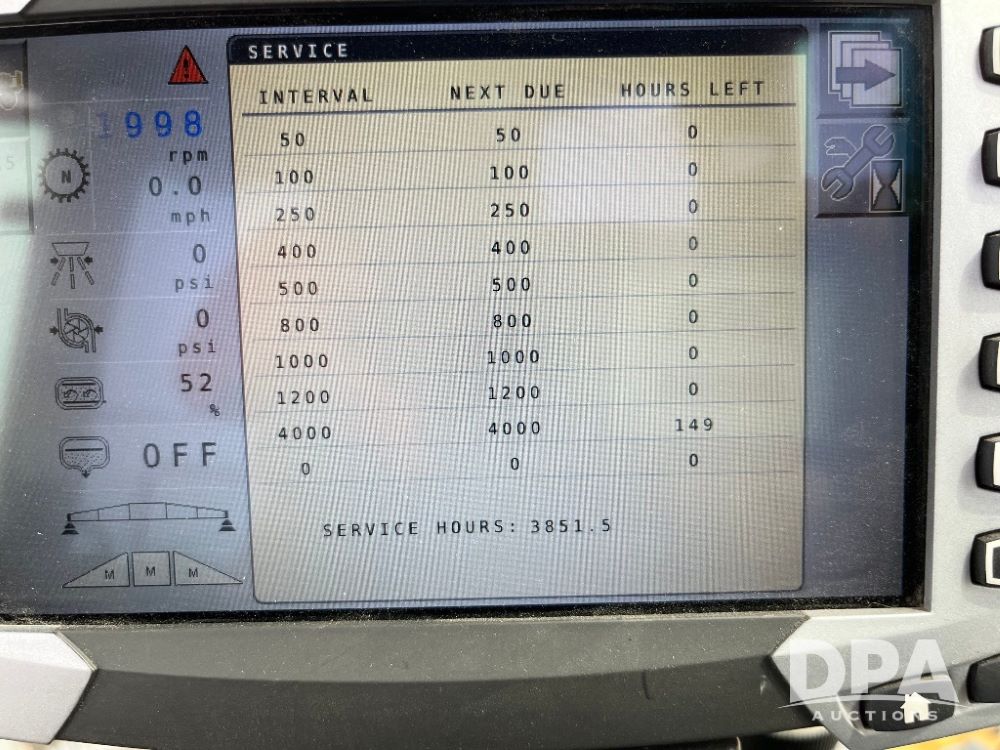 SERVICE
INTERVAL NEXT DUE HOURS LEFT
50 50 0
100 100 0
250 250 0
400 400 0
500 500 0
800 800 0
1000 1000 0
1200 1200 0
4000 4000 149
0 0 0
SERVICE HOURS: 3851.5
1998
rpm
N
0.0
mph
0
psi
0
psi
52
%
OFF
M M M
DPA
AUCTIONS